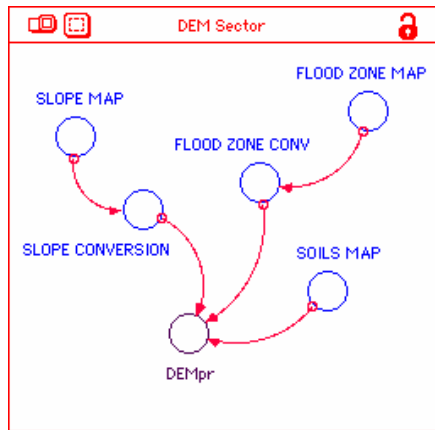 DEM Sector
FLOOD ZONE MAP
SLOPE MAP
FLOOD ZONE CONV
SLOPE CONVERSION
SOILS MAP
DEMpr